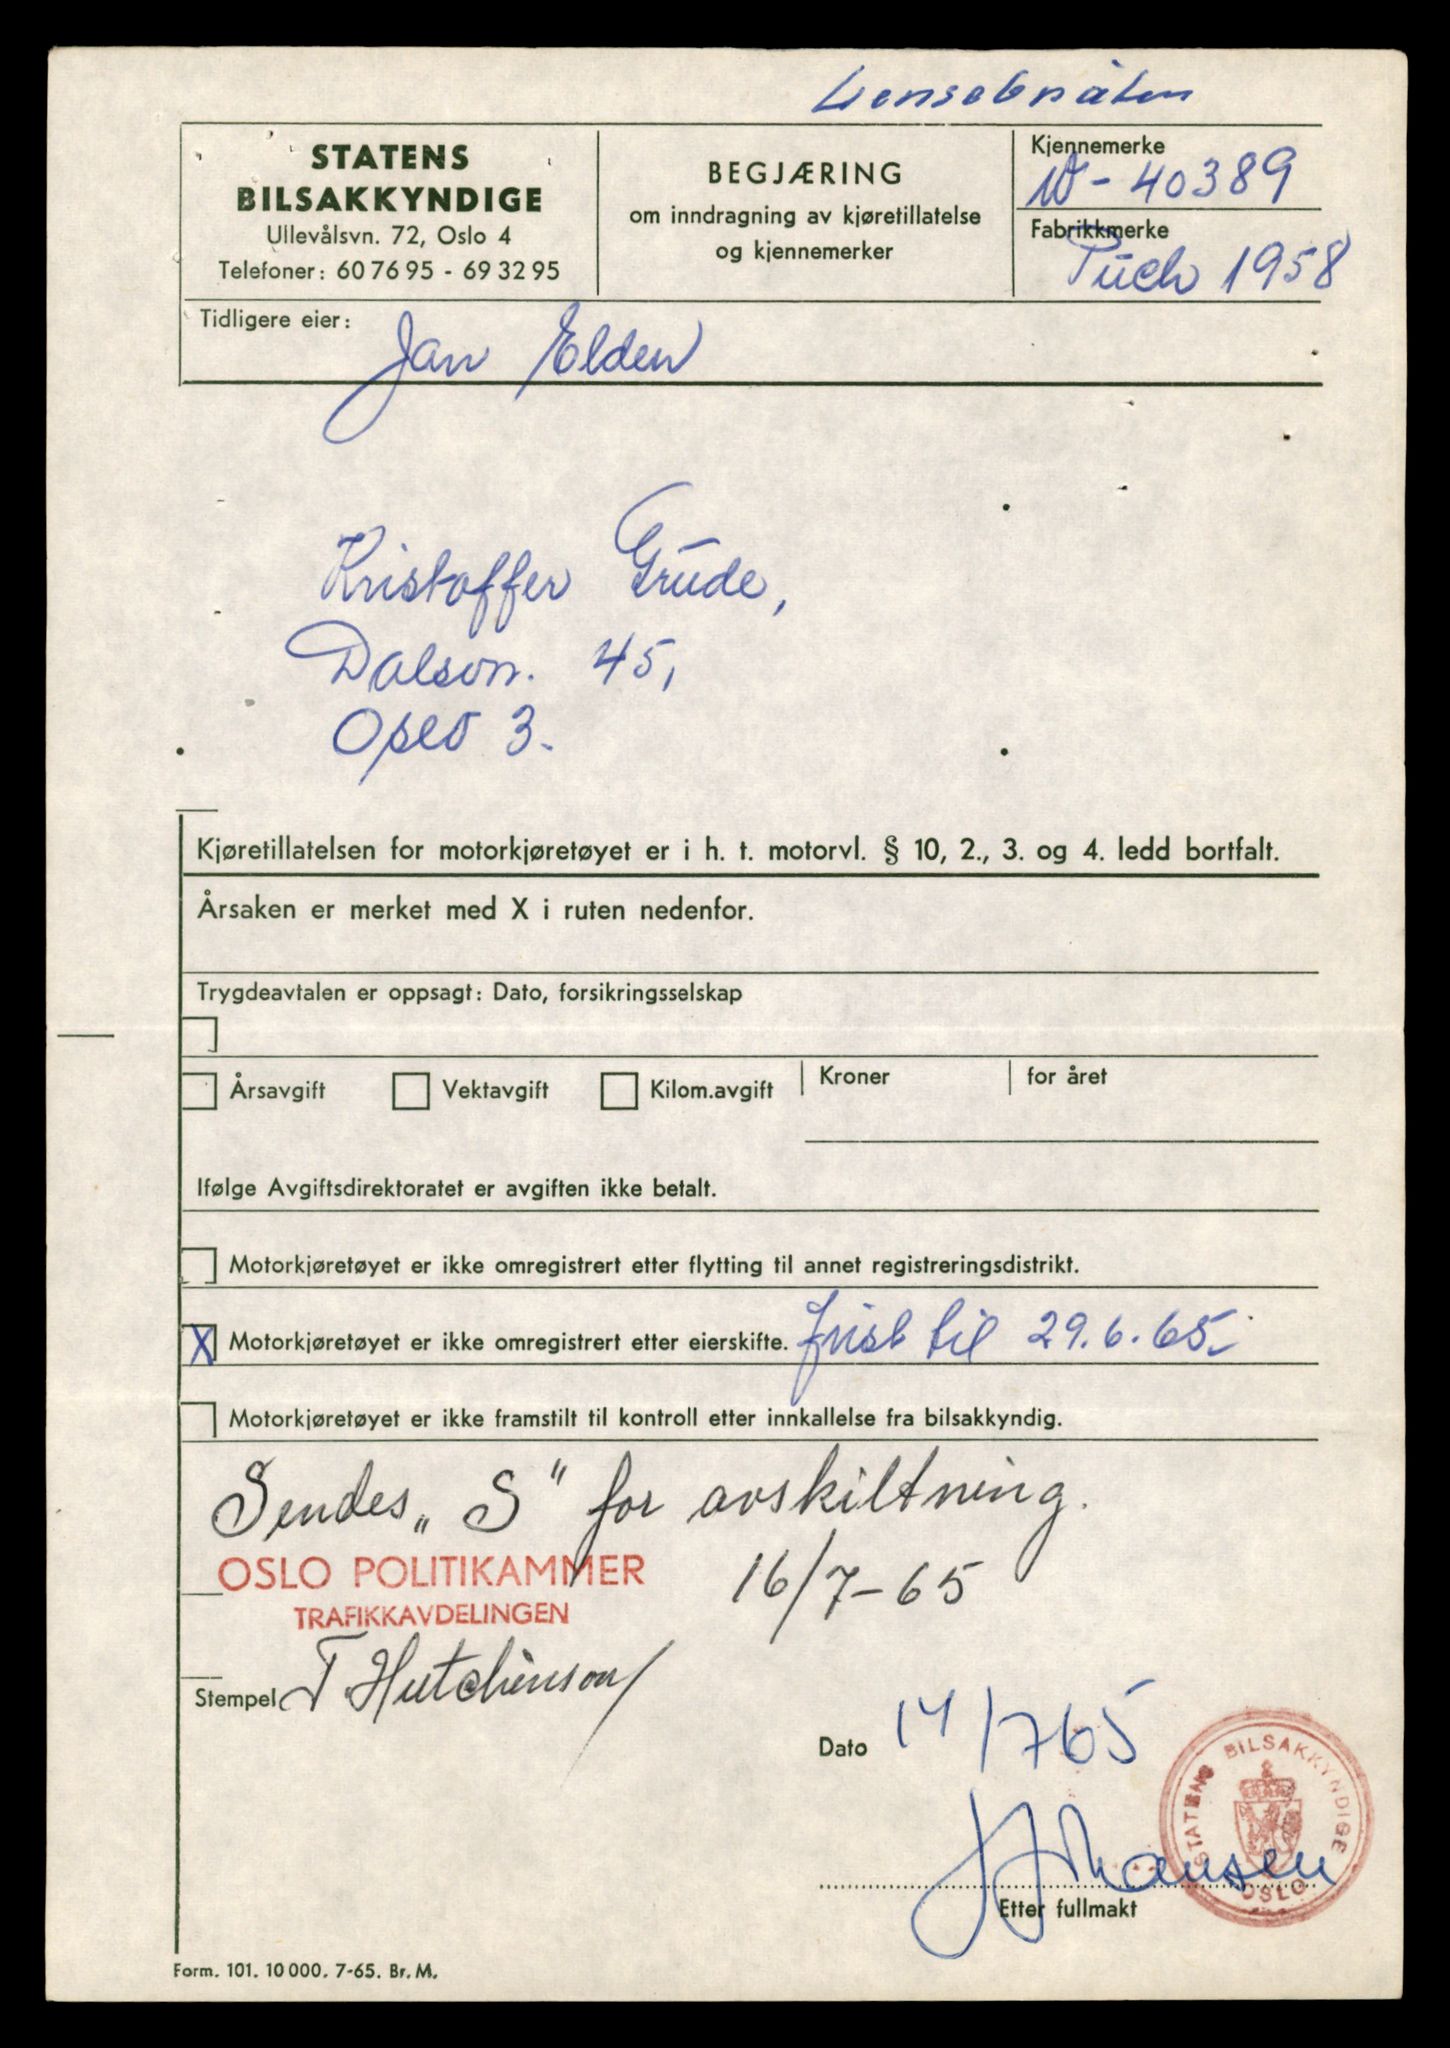 STATENS
BILSAKKYNDIGE
Ullevålsvn. 72, Oslo 4
Telefoner: 60 76 95 - 69 32 95
BEGJÆRING
om inndragning av kjøretillatelse
og kjennemerker
Kjennemerke
- 40389
Fabrikkmerke
Puch 1958
Tidligere eier:
Jan Elden
Kristoffer Grude,
Dalsvn. 45,
Oslo 3.
Kjøretillatelsen for motorkjøretøyet er i h. t. motorvl. § 10, 2., 3. og 4. ledd bortfalt.
Årsaken er merket med X i ruten nedenfor.
Trygdeavtalen er oppsagt: Dato, forsikringsselskap
Årsavgift Vektavgift Kilom.avgift Kroner for året
Ifølge Avgiftsdirektoratet er avgiften ikke betalt.
Motorkjøretøyet er ikke omregistrert etter flytting til annet registreringsdistrikt.
X Motorkjøretøyet er ikke omregistrert etter eierskifte. frist til 29.6.65.
Motorkjøretøyet er ikke framstilt til kontroll etter innkallelse fra bilsakkyndig.
Sendes „S" for avskiltning.
OSLO POLITIKAMMER
16/7-65
TRAFIKKAVDELINGEN
Stempel T. Hutchinson
Dato 14/7 65
STATENS BILSAKKYNDIGE
OSLO
Johansen
Etter fullmakt
Form. 101. 10 000. 7-65. Br. M.